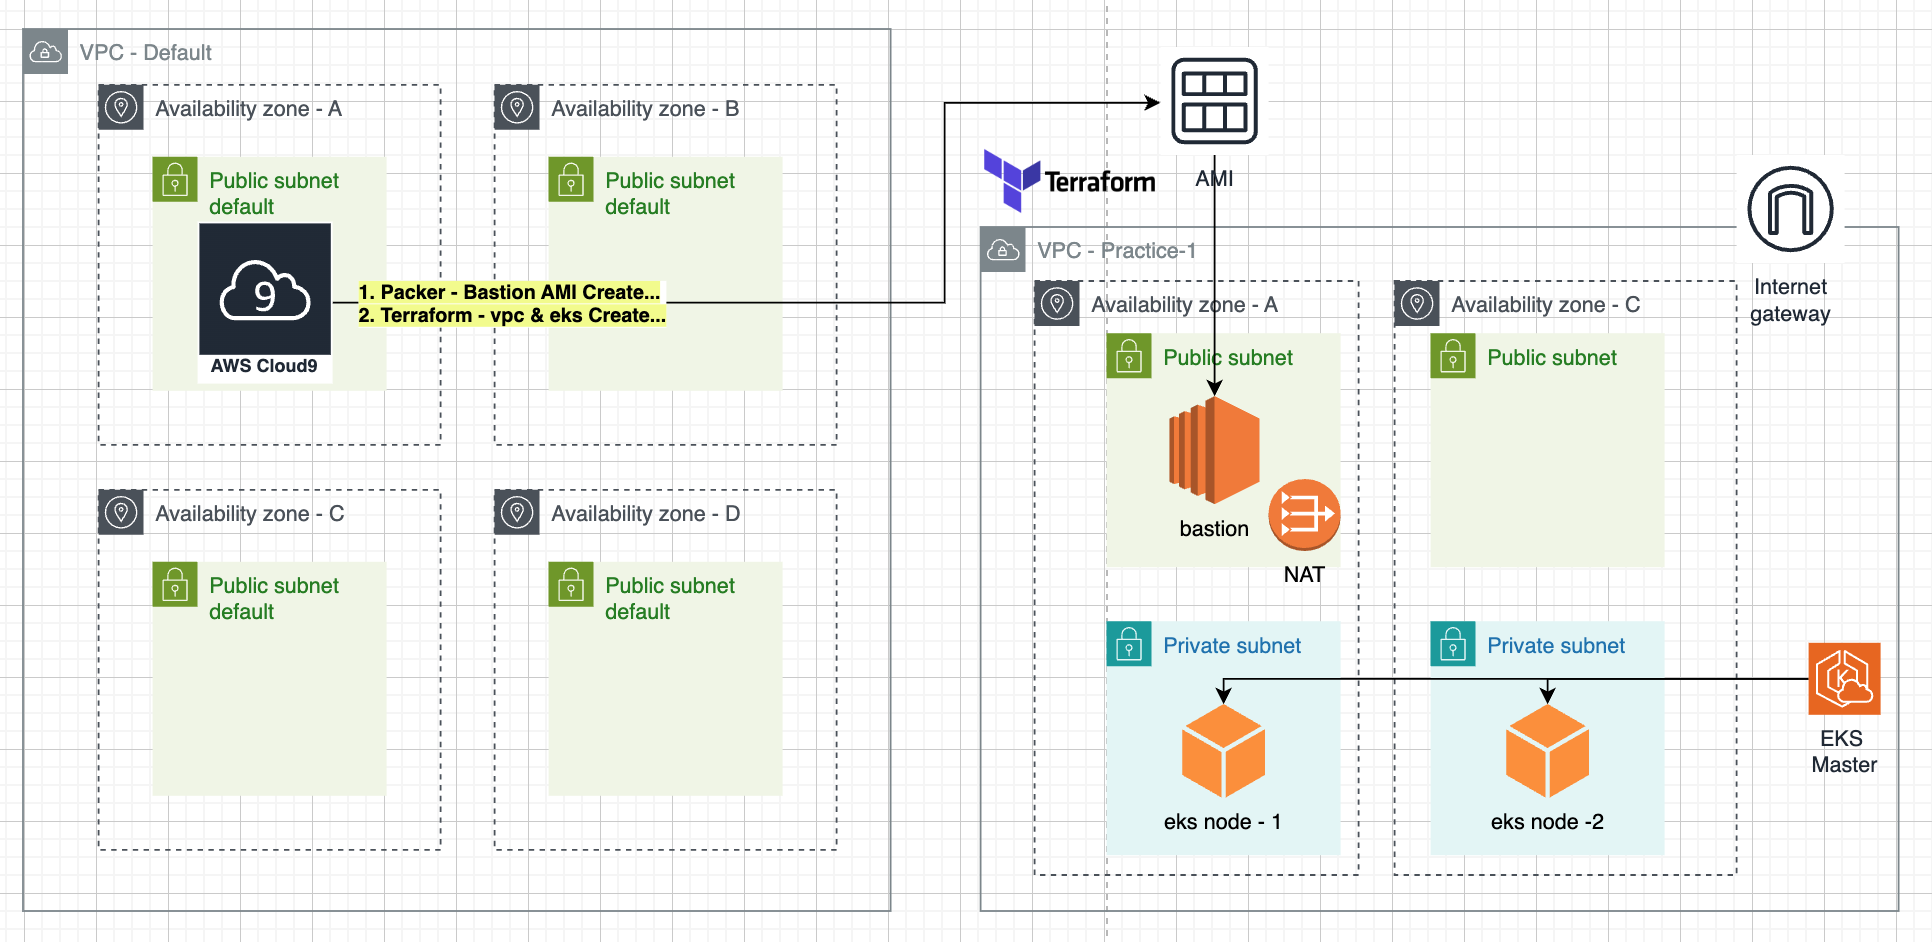 VPC - Default
Availability zone - A
Public subnet
default
9
AWS Cloud9
1. Packer - Bastion AMI Create...
2. Terraform - vpc & eks Create...
Availability zone - B
Public subnet
default
Availability zone - C
Public subnet
default
Availability zone - D
Public subnet
default
Terraform
AMI
VPC - Practice-1
Internet
gateway
Availability zone - A
Public subnet
bastion
NAT
Private subnet
eks node - 1
Availability zone - C
Public subnet
Private subnet
eks node -2
K
EKS
Master